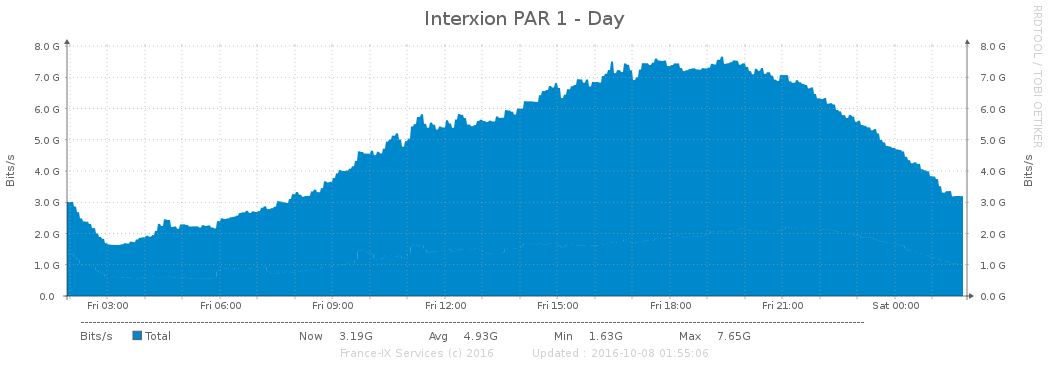 Interxion PAR 1 - Day
RRDTOOL / TOBI OETIKER
Bits/s
8.0 G 8.0 G
7.0 G 7.0 G
6.0 G 6.0 G
5.0 G 5.0 G
4.0 G 4.0 G
3.0 G 3.0 G
2.0 G 2.0 G
1.0 G 1.0 G
0.0 0.0 G
Bits/s
Fri 03:00 Fri 06:00 Fri 09:00 Fri 12:00 Fri 15:00 Fri 18:00 Fri 21:00 Sat 00:00
Bits/s Total Now 3.19G Avg 4.93G Min 1.63G Max 7.65G
France-IX Services (c) 2016 Updated : 2016-10-08 01:55:06